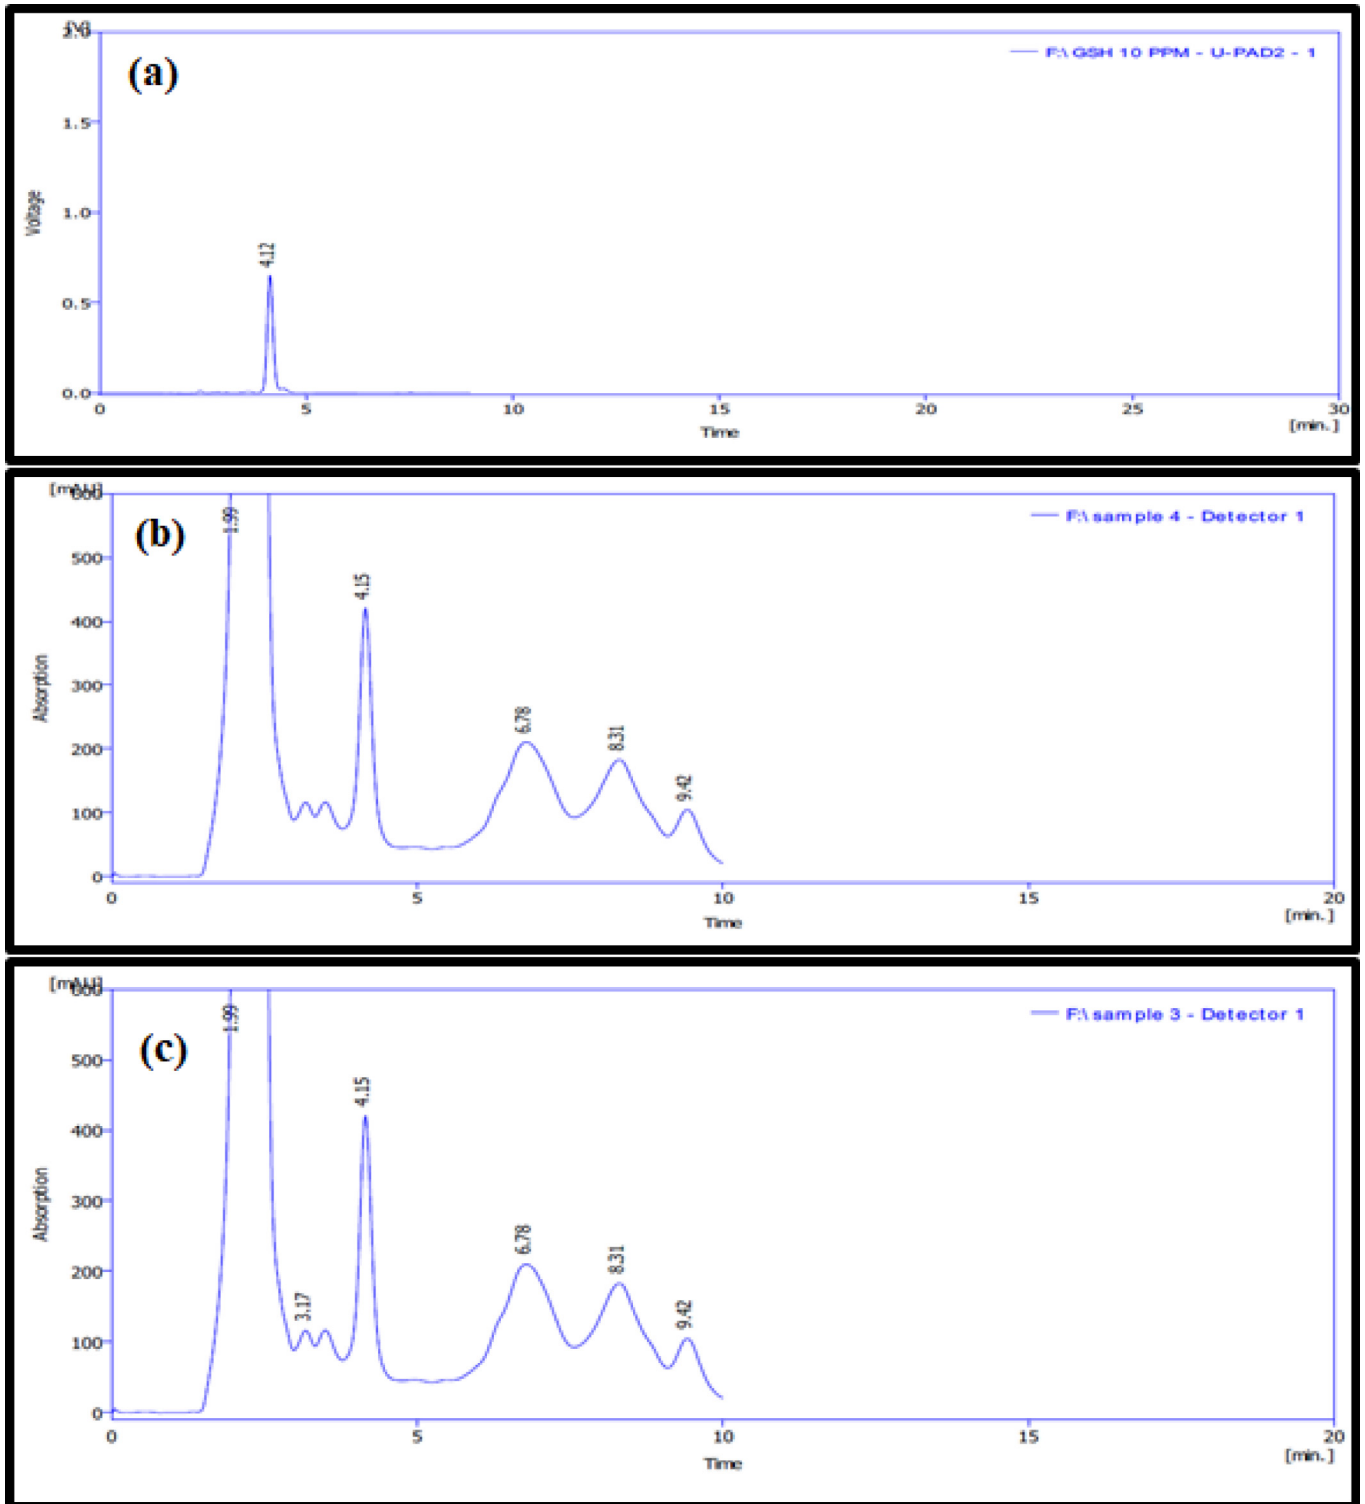 (a)
F:\ GSH 10 PPM - U-PAD2 - 1
1.5
1.0
0.5
0.0
Voltage
4.12
0 5 10 15 20 25 30
Time
[min.]
(b)
F:\ sample 4 - Detector 1
600
500
400
300
200
100
0
Absorption
1.99
4.15
6.78
8.31
9.42
0 5 10 15 20
Time
[min.]
(c)
F:\ sample 3 - Detector 1
600
500
400
300
200
100
0
Absorption
1.99
3.17
4.15
6.78
8.31
9.42
0 5 10 15 20
Time
[min.]